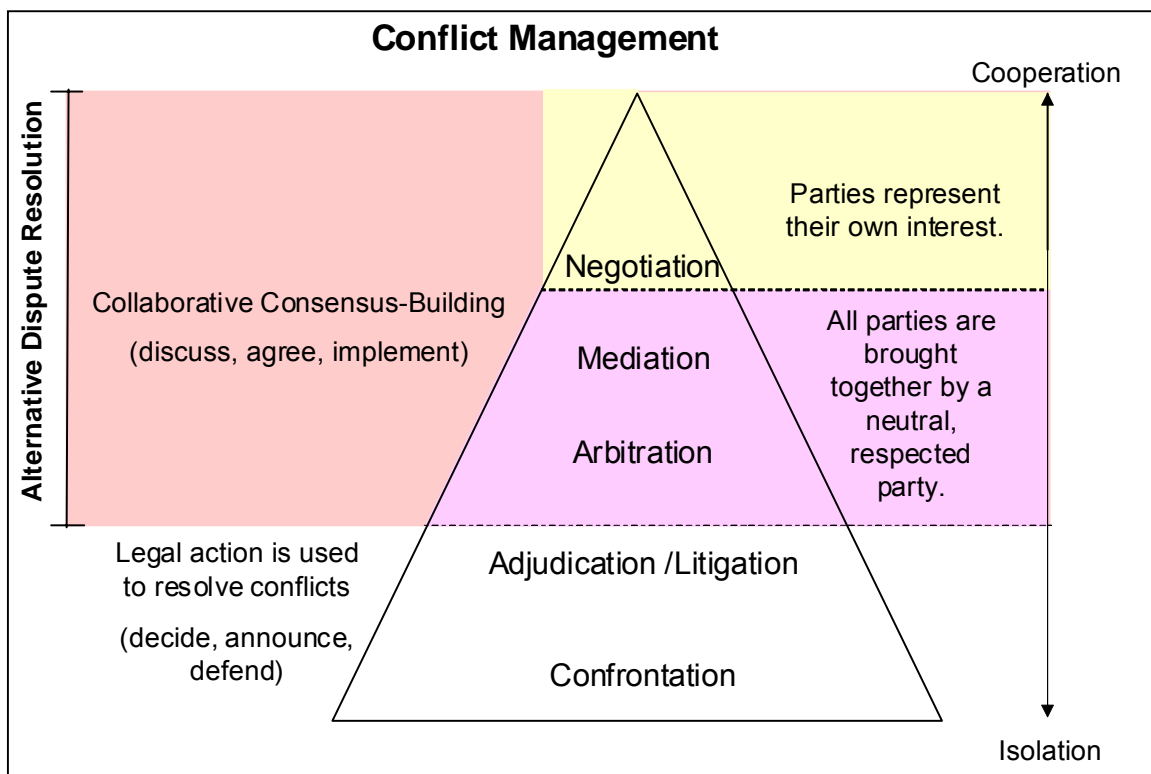 Conflict Management
Cooperation
Alternative Dispute Resolution
Parties represent
their own interest.
Negotiation
Collaborative Consensus-Building
(discuss, agree, implement)
Mediation
Arbitration
All parties are
brought
together by a
neutral,
respected
party.
Legal action is used
to resolve conflicts
(decide, announce,
defend)
Adjudication /Litigation
Confrontation
Isolation